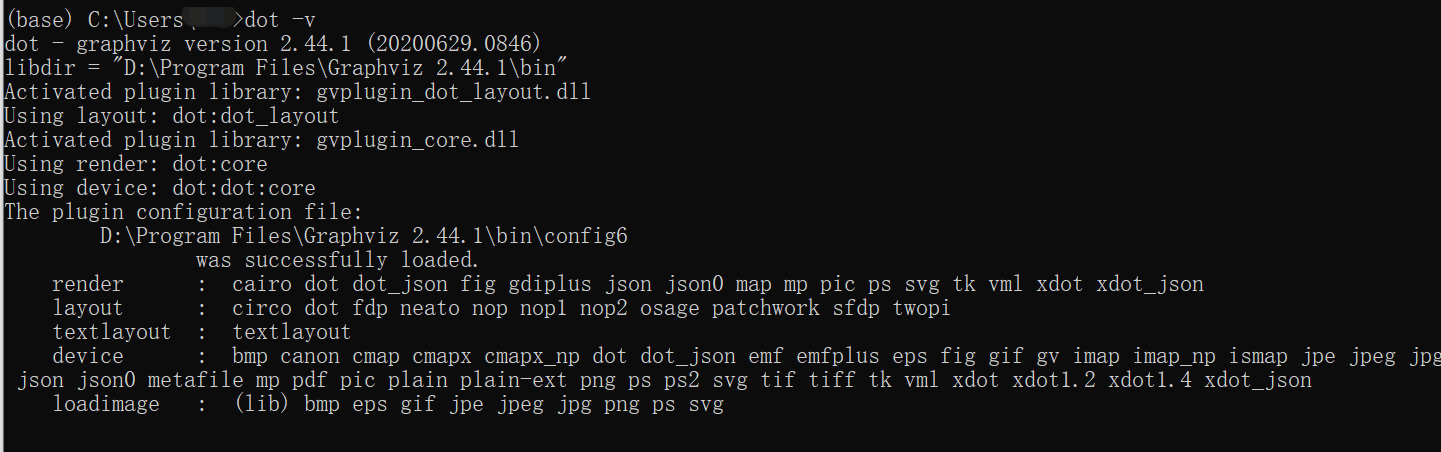 (base) C:\Users\ >dot -v
dot - graphviz version 2.44.1 (20200629.0846)
libdir = "D:\Program Files\Graphviz 2.44.1\bin"
Activated plugin library: gvplugin_dot_layout.dll
Using layout: dot:dot_layout
Activated plugin library: gvplugin_core.dll
Using render: dot:core
Using device: dot:dot:core
The plugin configuration file:
D:\Program Files\Graphviz 2.44.1\bin\config6
was successfully loaded.
render : cairo dot dot_json fig gdiplus json json0 map mp pic ps svg tk vml xdot xdot_json
layout : circo dot fdp neato nop nop1 nop2 osage patchwork sfdp twopi
textlayout : textlayout
device : bmp canon cmap cmapx cmapx_np dot dot_json emf emfplus eps fig gif gv imap imap_np ismap jpe jpeg jpg
json json0 metafile mp pdf pic plain plain-ext png ps ps2 svg tif tiff tk vml xdot xdot1.2 xdot1.4 xdot_json
loadimage : (lib) bmp eps gif jpe jpeg jpg png ps svg